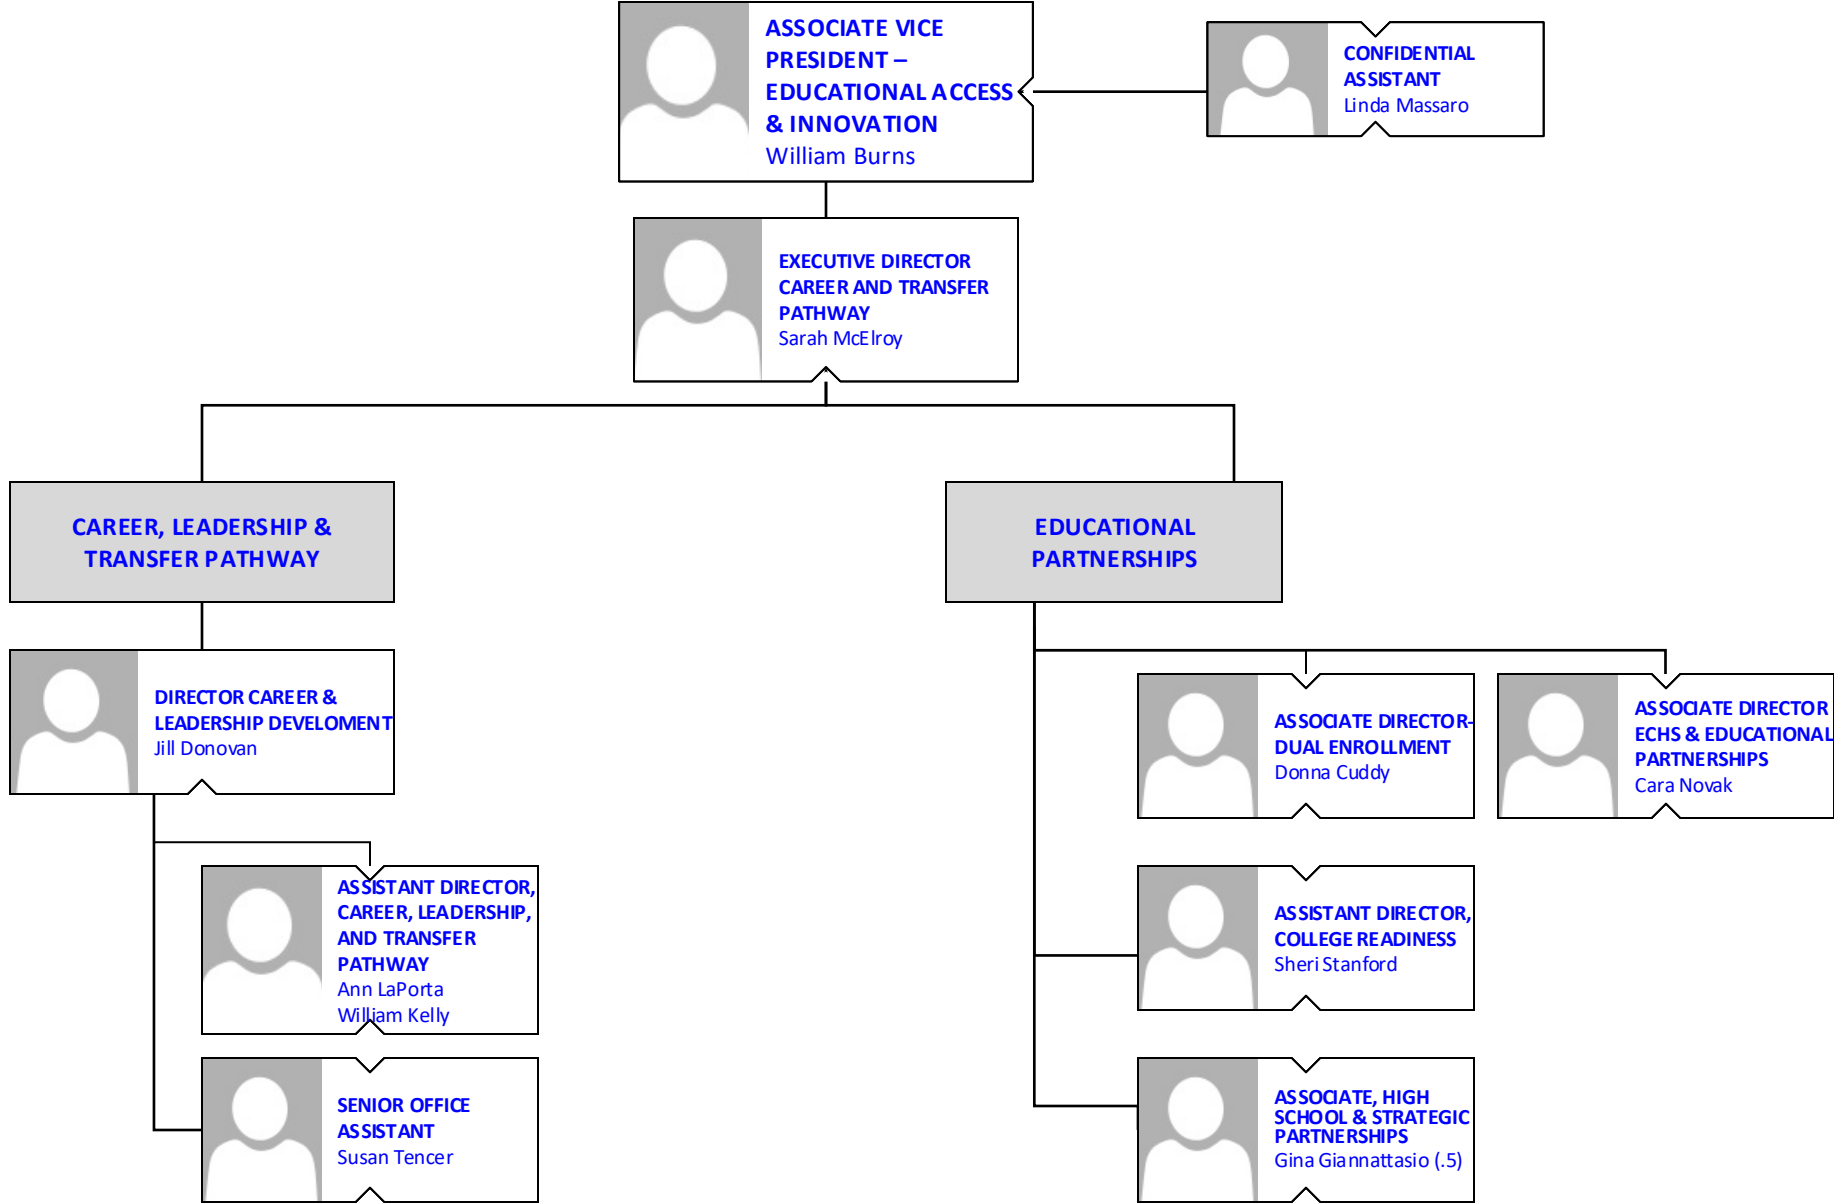 ASSOCIATE VICE
PRESIDENT –
EDUCATIONAL ACCESS
& INNOVATION
William Burns
CONFIDENTIAL
ASSISTANT
Linda Massaro
EXECUTIVE DIRECTOR
CAREER AND TRANSFER
PATHWAY
Sarah McElroy
CAREER, LEADERSHIP &
TRANSFER PATHWAY
EDUCATIONAL
PARTNERSHIPS
DIRECTOR CAREER &
LEADERSHIP DEVELOMENT
Jill Donovan
ASSOCIATE DIRECTOR-
DUAL ENROLLMENT
Donna Cuddy
ASSOCIATE DIRECTOR
ECHS & EDUCATIONAL
PARTNERSHIPS
Cara Novak
ASSISTANT DIRECTOR,
CAREER, LEADERSHIP,
AND TRANSFER
PATHWAY
Ann LaPorta
William Kelly
ASSISTANT DIRECTOR,
COLLEGE READINESS
Sheri Stanford
SENIOR OFFICE
ASSISTANT
Susan Tencer
ASSOCIATE, HIGH
SCHOOL & STRATEGIC
PARTNERSHIPS
Gina Giannattasio (.5)